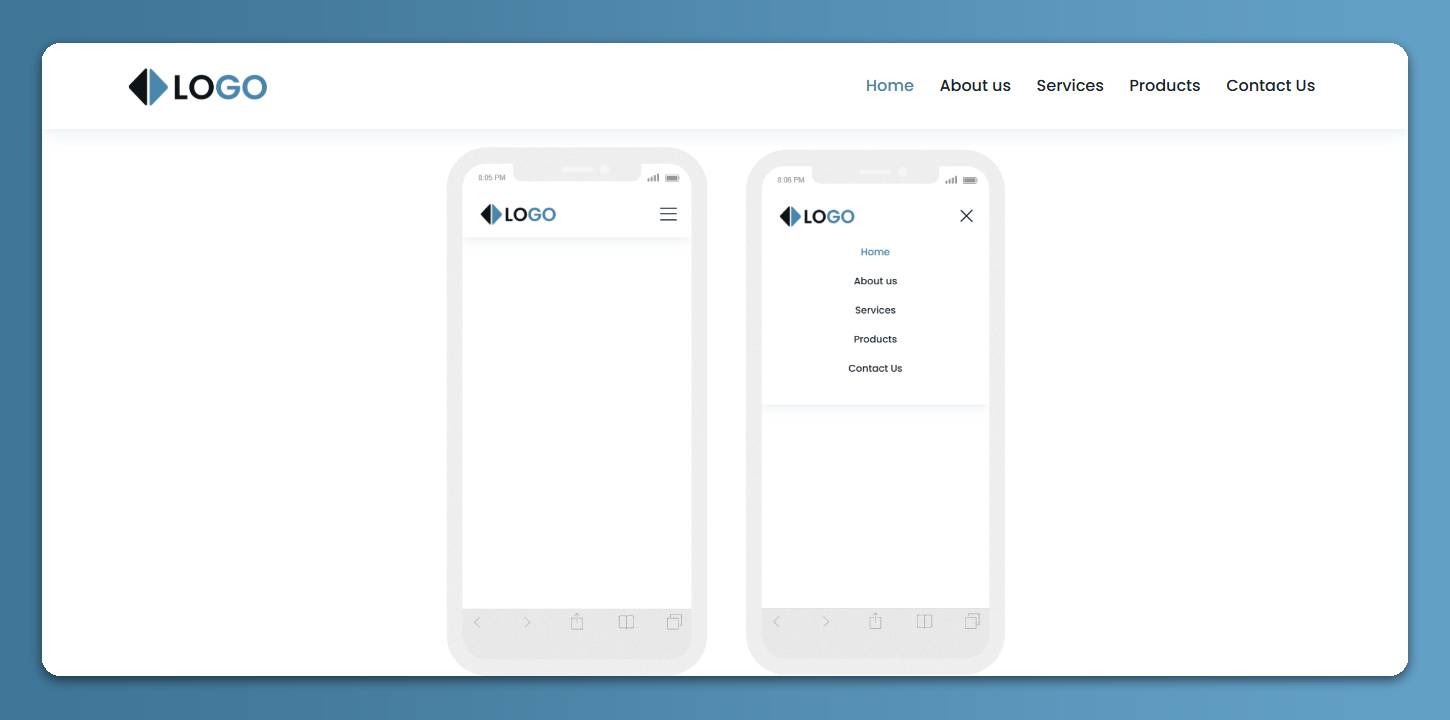 LOGO
Home About us Services Products Contact Us
8:05 PM
LOGO
8:06 PM
LOGO
Home
About us
Services
Products
Contact Us